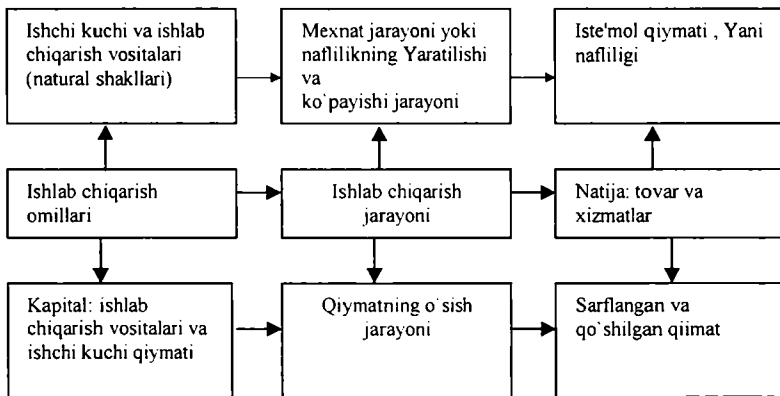 Ishchi kuchi va ishlab
chiqarish vositalari
(natural shakllari)
Mexnat jarayoni yoki
naflilikning Yaratilishi
va
ko`payishi jarayoni
Iste'mol qiymati , Yani
nafliligi
Ishlab chiqarish
omillari
Ishlab chiqarish
jarayoni
Natija: tovar va
xizmatlar
Kapital: ishlab
chiqarish vositalari va
ishchi kuchi qiymati
Qiymatning o`sish
jarayoni
Sarflangan va
qo`shilgan qiimat